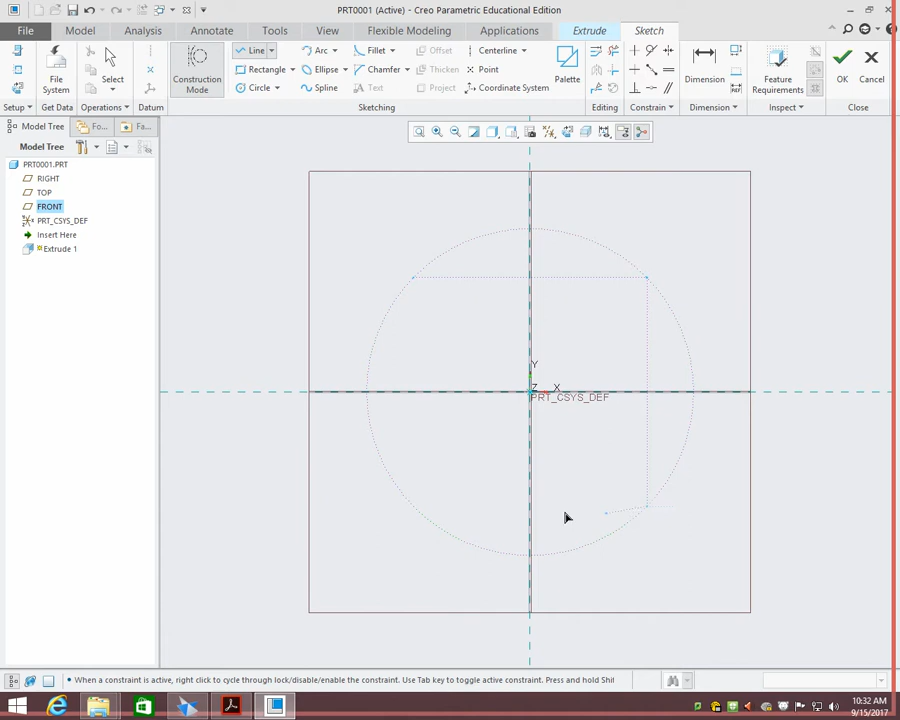 PRT0001 (Active) - Creo Parametric Educational Edition
File Model Analysis Annotate Tools View Flexible Modeling Applications Extrude Sketch
Line Arc Fillet Offset Centerline
Rectangle Ellipse Chamfer Thicken Point
Circle Spline Text Project Coordinate System
File System Select Construction Mode Palette Dimension Feature Requirements OK Cancel
Setup Get Data Operations Datum Sketching Editing Constrain Dimension Inspect Close
REF
Model Tree Fo... Fa...
Model Tree
PRT0001.PRT
RIGHT
TOP
FRONT
PRT_CSYS_DEF
Insert Here
Extrude 1
Y
Z X
PRT_CSYS_DEF
• When a constraint is active, right click to cycle through lock/disable/enable the constraint. Use Tab key to toggle active constraint. Press and hold Shif
10:32 AM
9/15/2017